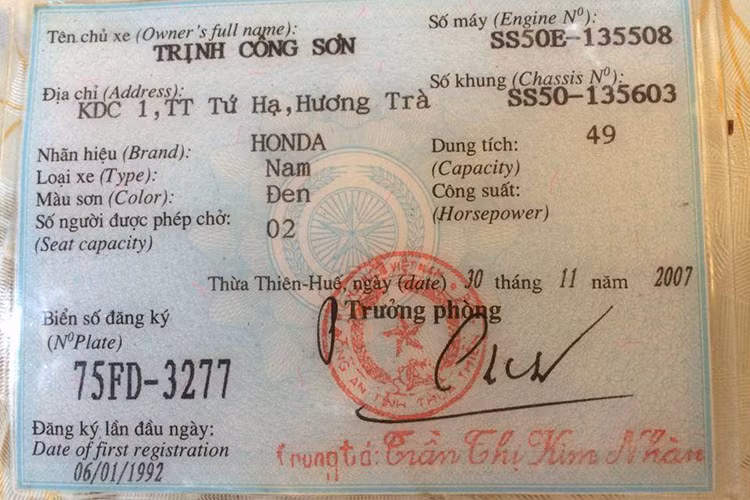 Tên chủ xe (Owner's full name):
TRỊNH CÔNG SƠN
Số máy (Engine Nº):
SS50E-135508
Địa chỉ (Address):
KDC 1,TT Tứ Hạ,Hương Trà
Số khung (Chassis Nº):
SS50-135603
Nhãn hiệu (Brand): HONDA
Loại xe (Type): Nam
Màu sơn (Color): Đen
Số người được phép chở: 02
(Seat capacity)
Dung tích: 49
(Capacity)
Công suất:
(Horsepower)
Thừa Thiên-Huế, ngày (date) 30 tháng 11 năm 2007
Trưởng phòng
Biển số đăng ký
(NºPlate)
75FD-3277
Đăng ký lần đầu ngày:
Date of first registration
06/01/1992
Trung tá: Trần Thị Kim Nhàn